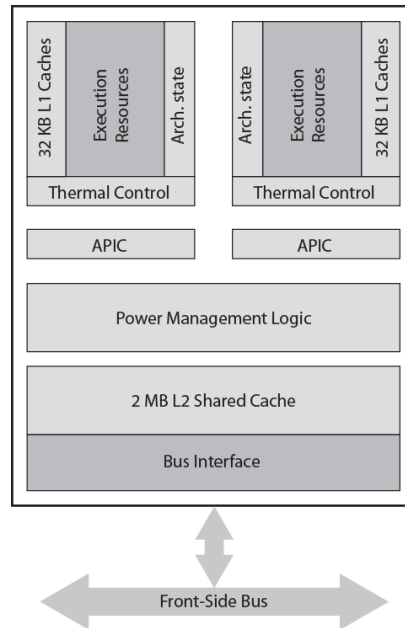 32 KB L1 Caches
Execution
Resources
Arch. state
Arch. state
Execution
Resources
32 KB L1 Caches
Thermal Control
Thermal Control
APIC
APIC
Power Management Logic
2 MB L2 Shared Cache
Bus Interface
Front-Side Bus